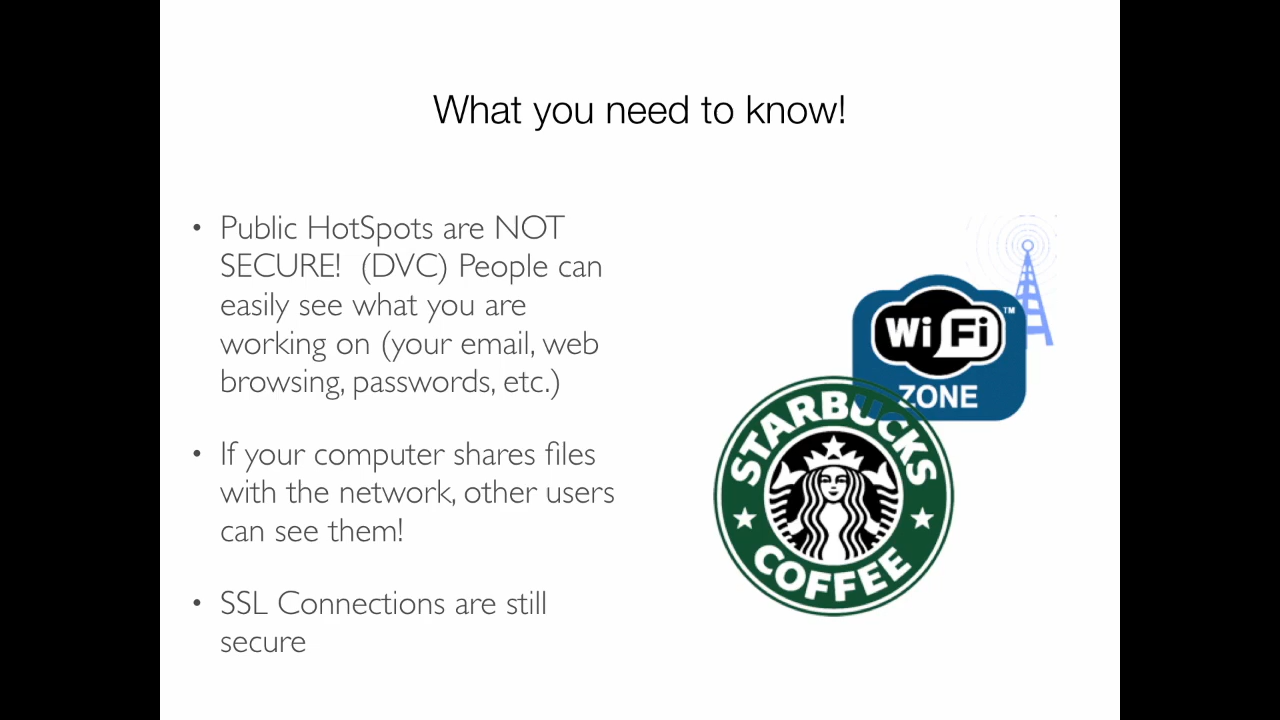 What you need to know!
• Public HotSpots are NOT
SECURE! (DVC) People can
easily see what you are
working on (your email, web
browsing, passwords, etc.)
• If your computer shares files
with the network, other users
can see them!
• SSL Connections are still
secure
Wi Fi ™
ZONE
STARBUCKS
COFFEE